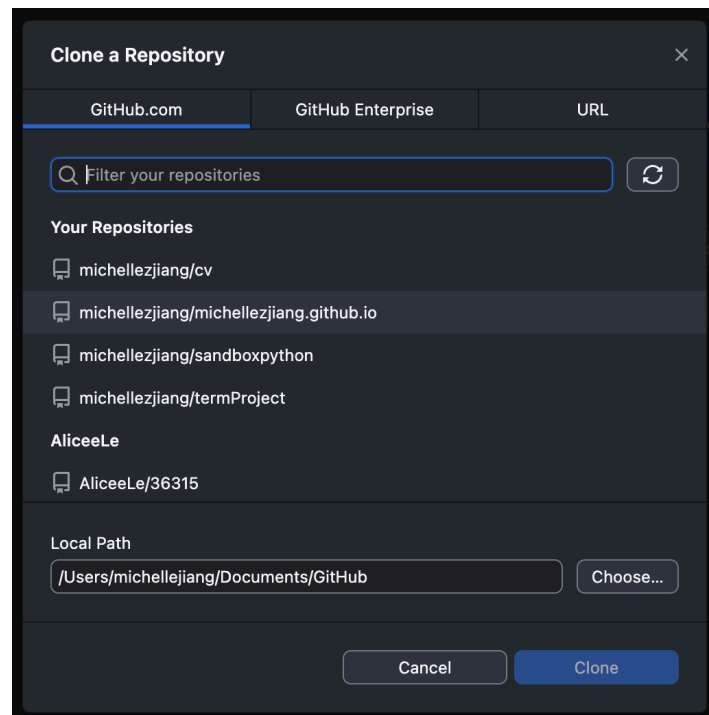 Clone a Repository
GitHub.com GitHub Enterprise URL
Filter your repositories
Your Repositories
michellezjiang/cv
michellezjiang/michellezjiang.github.io
michellezjiang/sandboxpython
michellezjiang/termProject
AliceeLe
AliceeLe/36315
Local Path
/Users/michellejiang/Documents/GitHub Choose...
Cancel Clone